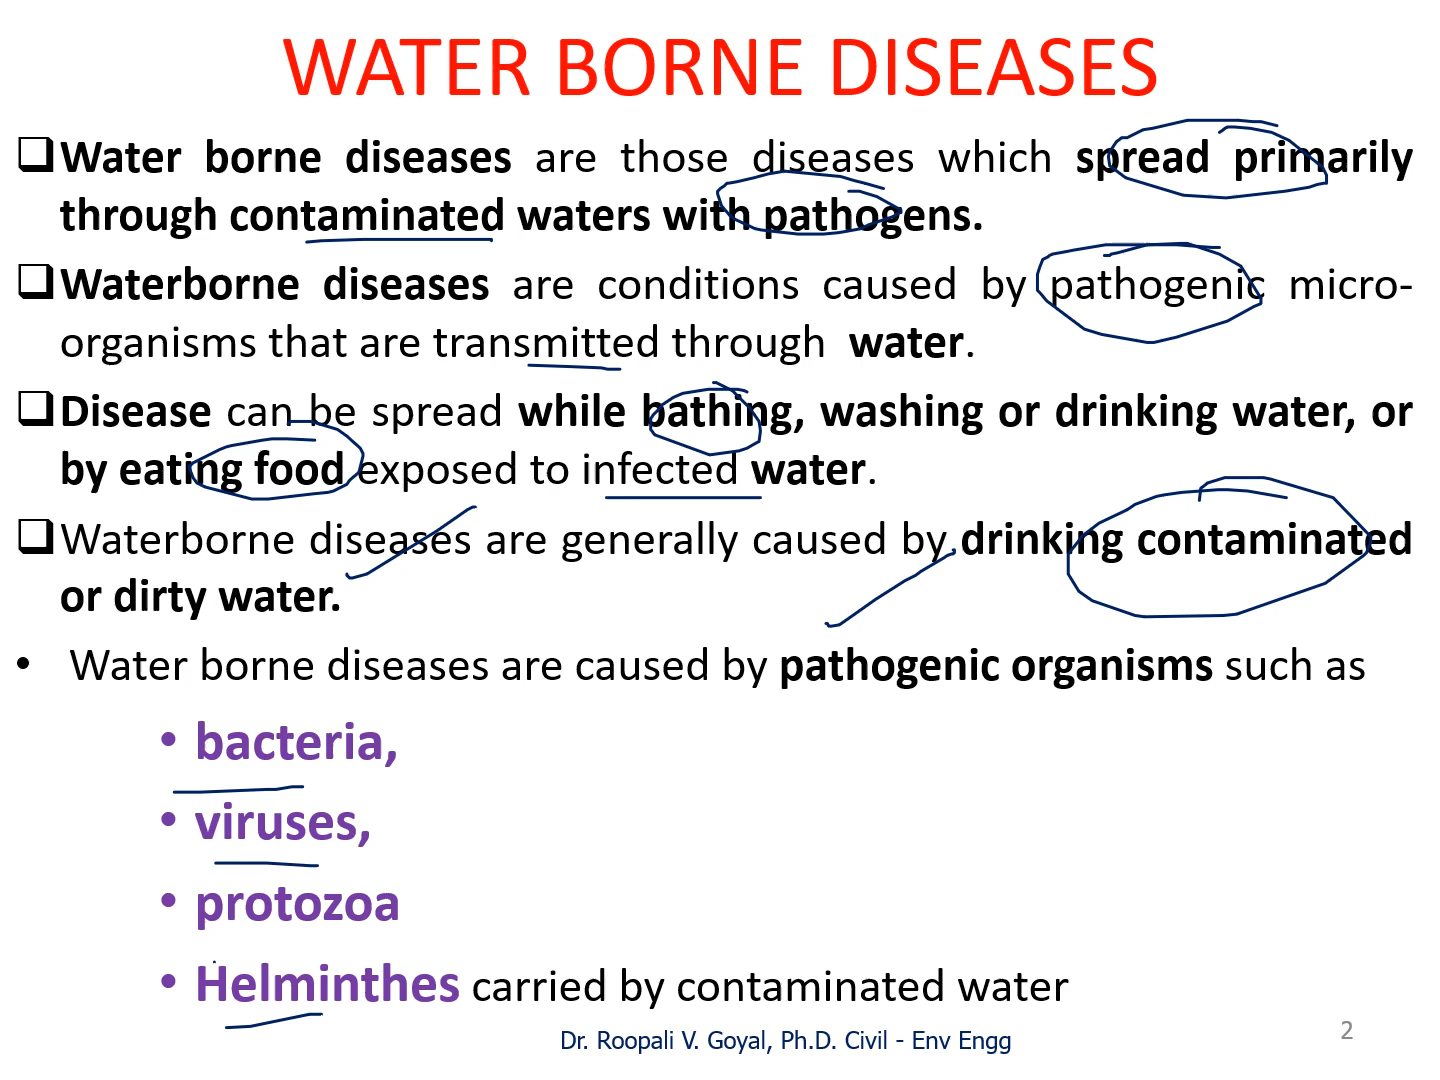 WATER BORNE DISEASES
❑Water borne diseases are those diseases which spread primarily
through contaminated waters with pathogens.
❑Waterborne diseases are conditions caused by pathogenic micro-
organisms that are transmitted through water.
❑Disease can be spread while bathing, washing or drinking water, or
by eating food exposed to infected water.
❑Waterborne diseases are generally caused by drinking contaminated
or dirty water.
• Water borne diseases are caused by pathogenic organisms such as
• bacteria,
• viruses,
• protozoa
• Helminthes carried by contaminated water
Dr. Roopali V. Goyal, Ph.D. Civil - Env Engg
2